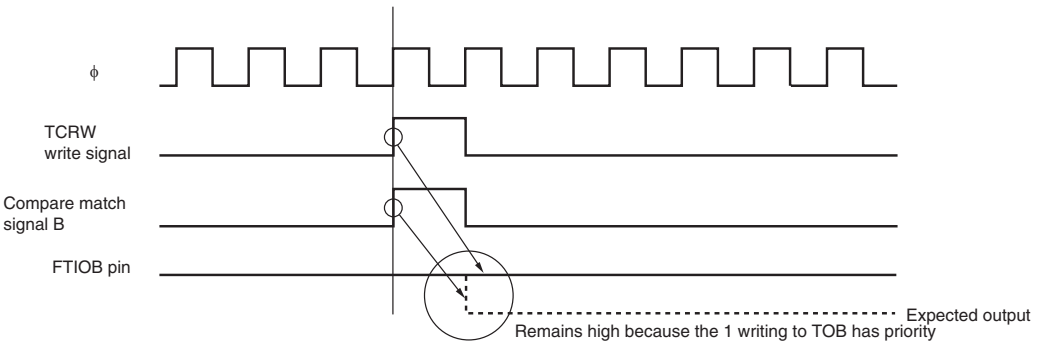 ϕ
TCRW
write signal
Compare match
signal B
FTIOB pin
Expected output
Remains high because the 1 writing to TOB has priority